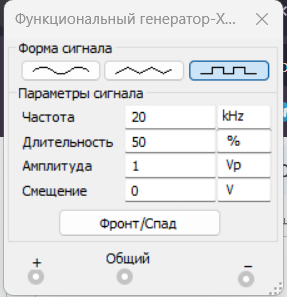 Функциональный генератор-X...
Форма сигнала
Параметры сигнала
Частота 20 kHz
Длительность 50 %
Амплитуда 1 Vp
Смещение 0 V
Фронт/Спад
+ Общий −